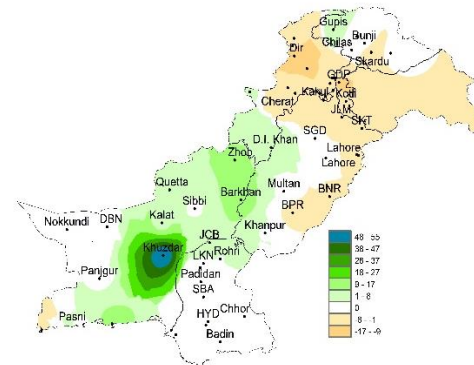 Gupis
Bunji
Chilas
Dir
Skardu
GDP
Kakul
Kotli
Cherat
JLM
SKT
SGD
D.I. Khan
Lahore
Lahore
Zhob
Quetta
Sibbi
Barkhan
Multan
BNR
BPR
Nokkundi
DBN
Kalat
Khanpur
JCB
Khuzdar
LKN
Rohri
Padidan
Panjgur
SBA
Pasni
HYD
Chhor
Badin
48 - 55
38 - 47
28 - 37
18 - 27
9 - 17
1 - 8
0
-8 - -1
-17 - -9